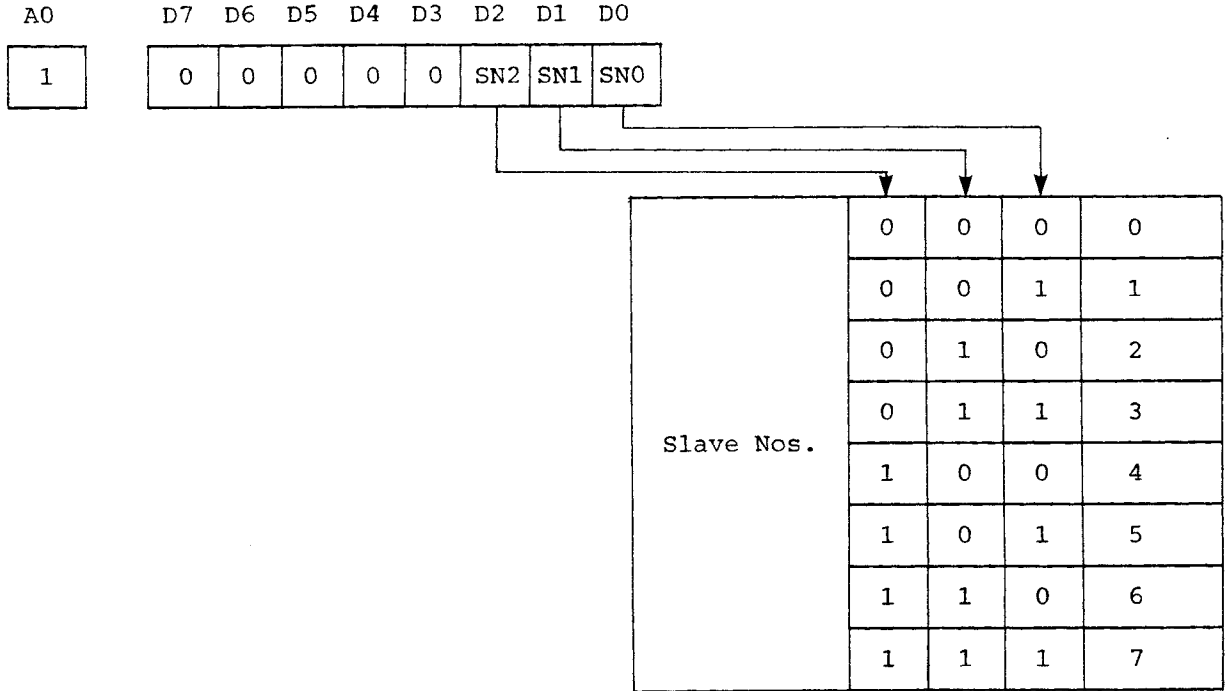 A0 D7 D6 D5 D4 D3 D2 D1 D0
1 0 0 0 0 0 SN2 SN1 SN0
0 0 0 0
0 0 1 1
0 1 0 2
0 1 1 3
Slave Nos.
1 0 0 4
1 0 1 5
1 1 0 6
1 1 1 7